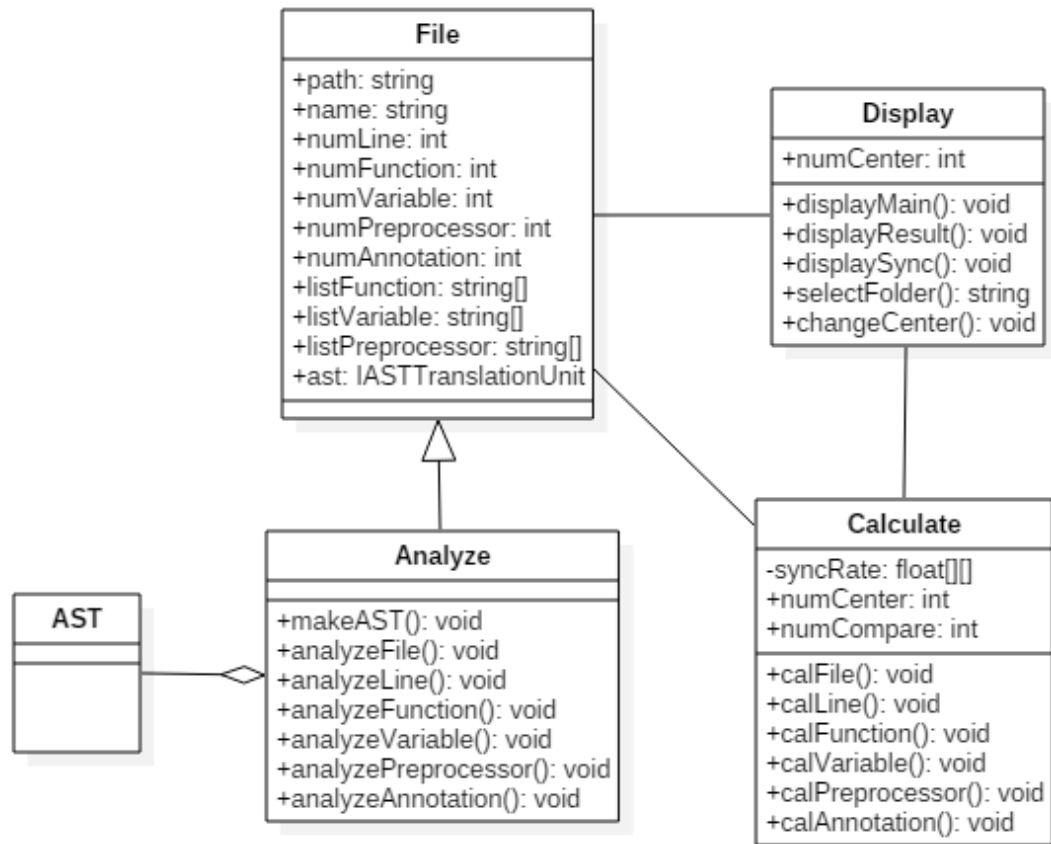 File
+path: string
+name: string
+numLine: int
+numFunction: int
+numVariable: int
+numPreprocessor: int
+numAnnotation: int
+listFunction: string[]
+listVariable: string[]
+listPreprocessor: string[]
+ast: IASTTranslationUnit
Display
+numCenter: int
+displayMain(): void
+displayResult(): void
+displaySync(): void
+selectFolder(): string
+changeCenter(): void
AST
Analyze
+makeAST(): void
+analyzeFile(): void
+analyzeLine(): void
+analyzeFunction(): void
+analyzeVariable(): void
+analyzePreprocessor(): void
+analyzeAnnotation(): void
Calculate
-syncRate: float[][]
+numCenter: int
+numCompare: int
+calFile(): void
+calLine(): void
+calFunction(): void
+calVariable(): void
+calPreprocessor(): void
+calAnnotation(): void